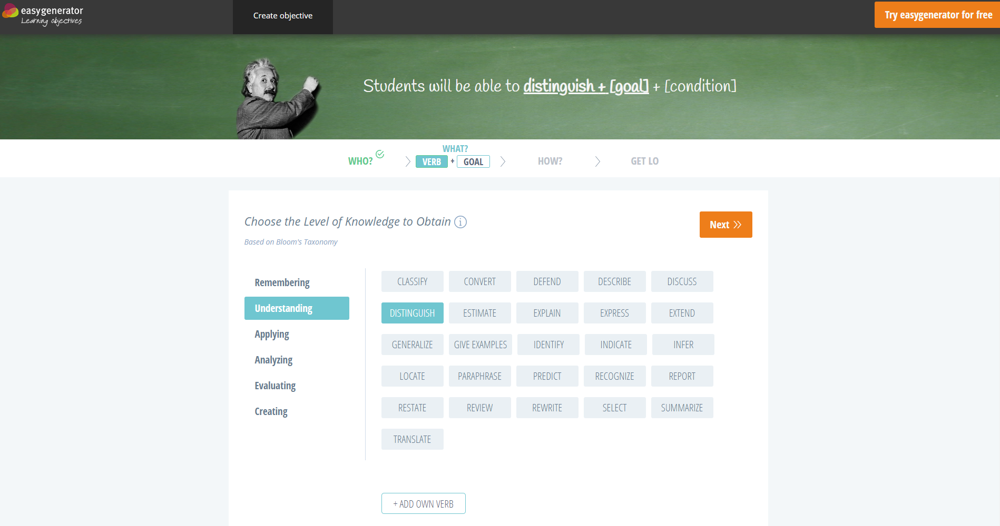 easygenerator
Learning objectives
Create objective
Try easygenerator for free
Students will be able to distinguish + [goal] + [condition]
WHO?
WHAT?
VERB + GOAL
HOW?
GET LO
Choose the Level of Knowledge to Obtain
Based on Bloom's Taxonomy
Next
Remembering
Understanding
Applying
Analyzing
Evaluating
Creating
CLASSIFY CONVERT DEFEND DESCRIBE DISCUSS
DISTINGUISH ESTIMATE EXPLAIN EXPRESS EXTEND
GENERALIZE GIVE EXAMPLES IDENTIFY INDICATE INFER
LOCATE PARAPHRASE PREDICT RECOGNIZE REPORT
RESTATE REVIEW REWRITE SELECT SUMMARIZE
TRANSLATE
+ ADD OWN VERB